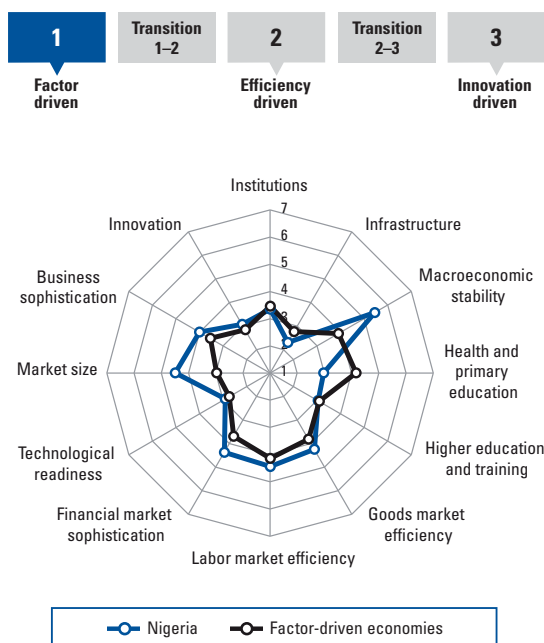 1
Transition
1–2
2
Transition
2–3
3
Factor
driven
Efficiency
driven
Innovation
driven
Institutions
7
6
5
4
3
2
1
Infrastructure
Macroeconomic
stability
Health and
primary
education
Higher education
and training
Goods market
efficiency
Labor market efficiency
Financial market
sophistication
Technological
readiness
Market size
Business
sophistication
Innovation
Nigeria
Factor-driven economies